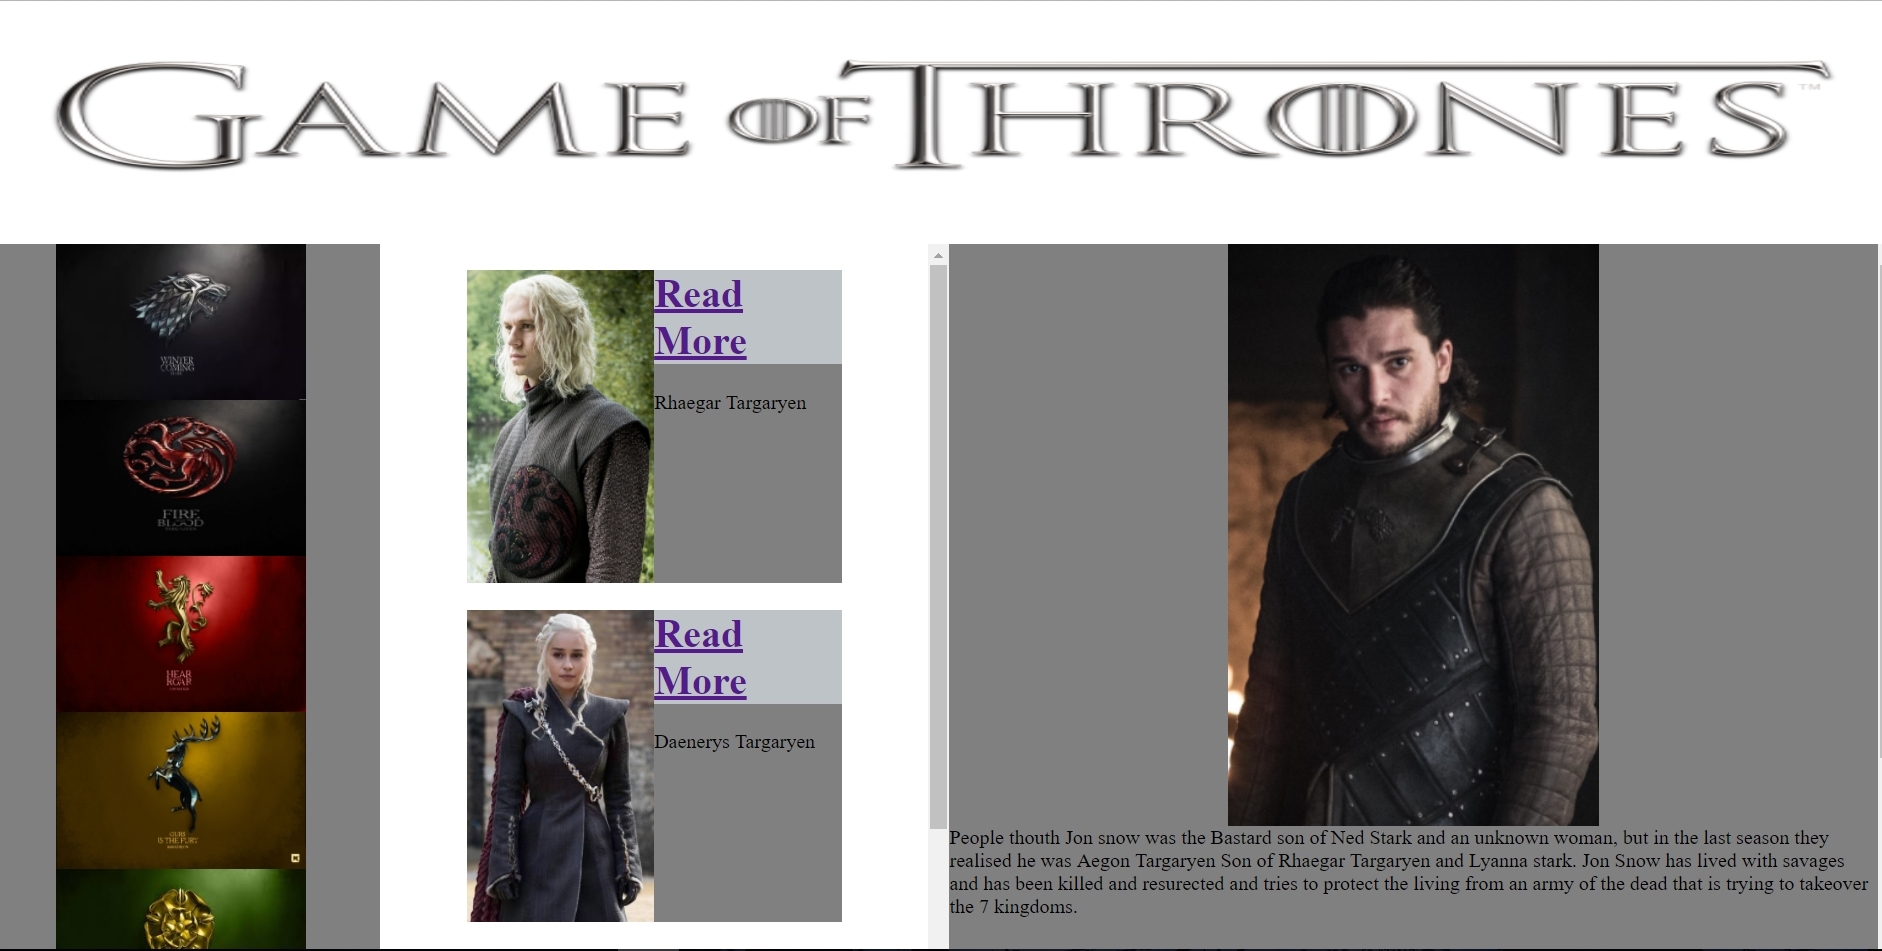 GAME OF THRONES™
WINTER
COMING
FIRE
BLOOD
HEAR
ROAR
OURS
IS THE FURY
Read
More
Rhaegar Targaryen
Read
More
Daenerys Targaryen
People thouth Jon snow was the Bastard son of Ned Stark and an unknown woman, but in the last season they
realised he was Aegon Targaryen Son of Rhaegar Targaryen and Lyanna stark. Jon Snow has lived with savages
and has been killed and resurected and tries to protect the living from an army of the dead that is trying to takeover
the 7 kingdoms.